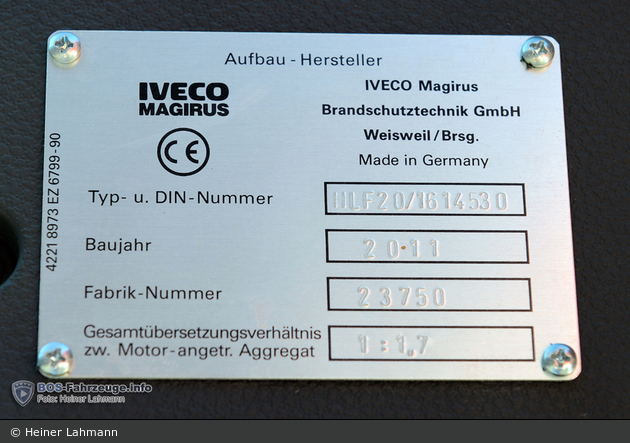 Aufbau - Hersteller
IVECO
MAGIRUS
IVECO Magirus
Brandschutztechnik GmbH
Weisweil/Brsg.
Made in Germany
CE
4221 8973 EZ 6799-90
Typ- u. DIN-Nummer HLF20/1614530
Baujahr 2011
Fabrik-Nummer 23750
Gesamtübersetzungsverhältnis
zw. Motor-angetr. Aggregat 1:1,7
BOS-Fahrzeuge.info
Foto: Heiner Lahmann
© Heiner Lahmann